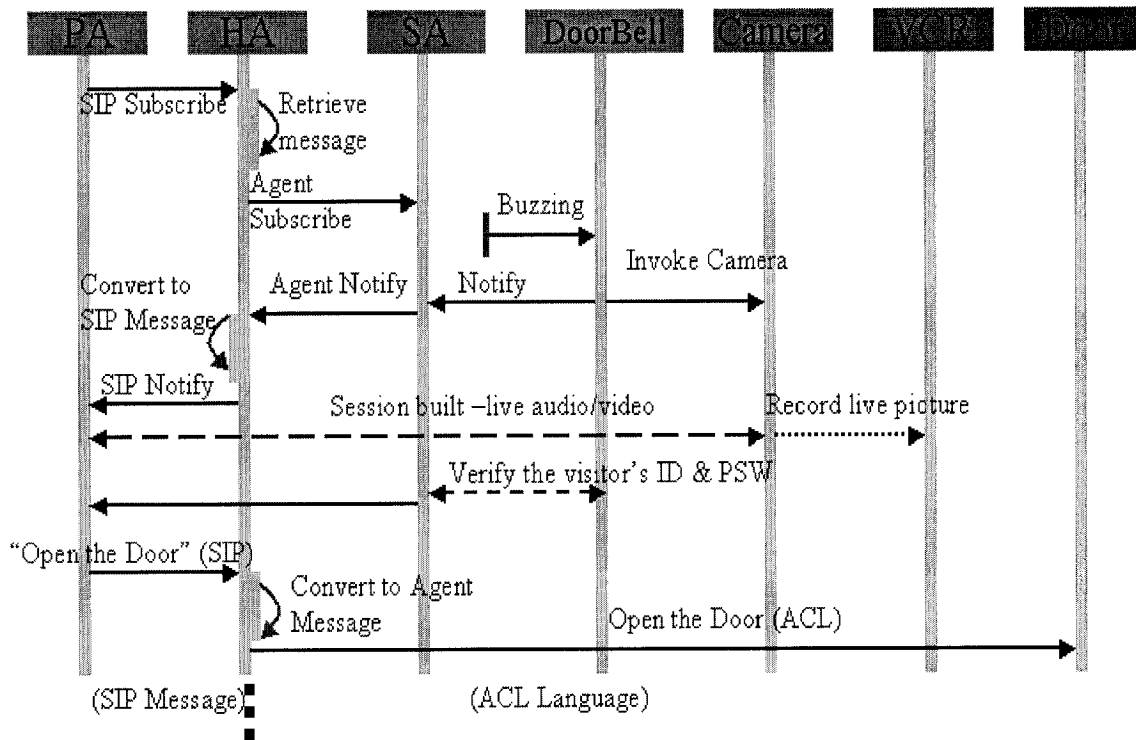 PA HA SA DoorBell Camera VCR Door
SIP Subscribe
Retrieve
message
Agent
Subscribe
Buzzing
Invoke Camera
Convert to
SIP Message
Agent Notify
Notify
SIP Notify
Session built –live audio/video
Record live picture
Verify the visitor’s ID & PSW
“Open the Door” (SIP)
Convert to Agent
Message
Open the Door (ACL)
(SIP Message)
(ACL Language)